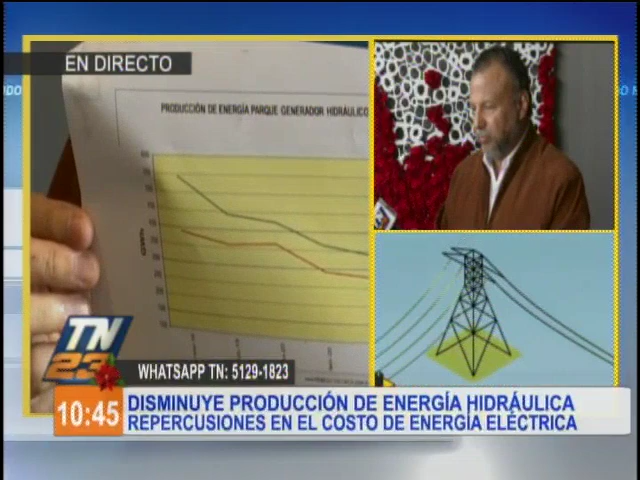 EN DIRECTO
PRODUCCIÓN DE ENERGÍA PARQUE GENERADOR HIDRÁULICO
GWh
TN
23
WHATSAPP TN: 5129-1823
10:45
DISMINUYE PRODUCCIÓN DE ENERGÍA HIDRÁULICA
REPERCUSIONES EN EL COSTO DE ENERGÍA ELÉCTRICA